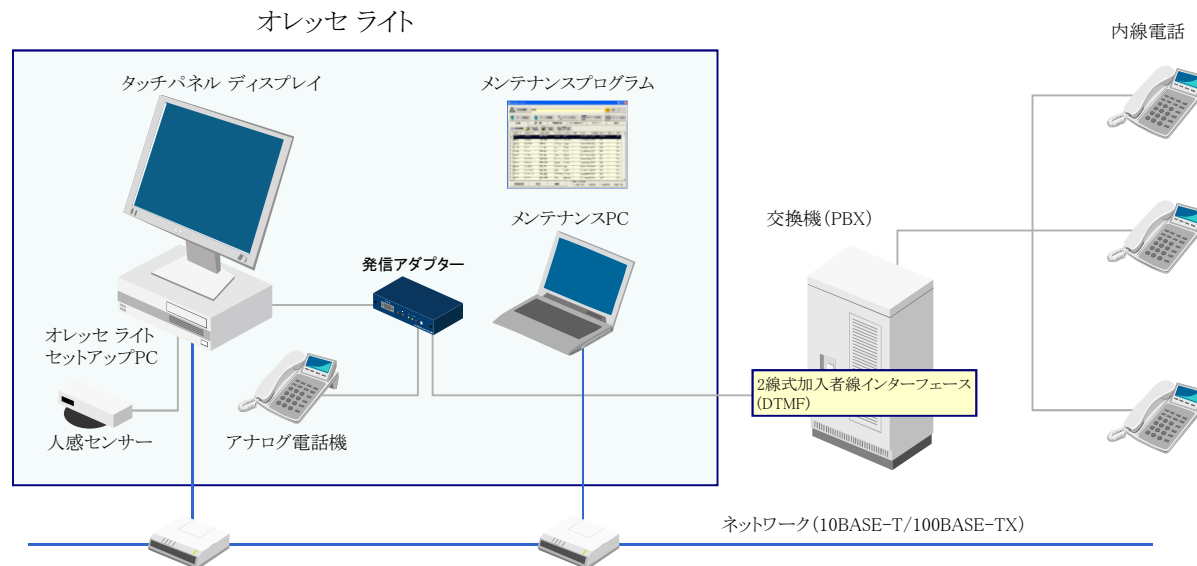 オレッセ ライト
内線電話
タッチパネル ディスプレイ
メンテナンスプログラム
メンテナンスPC
交換機(PBX)
発信アダプター
オレッセ ライト
セットアップPC
2線式加入者線インターフェース
(DTMF)
人感センサー
アナログ電話機
ネットワーク(10BASE-T/100BASE-TX)